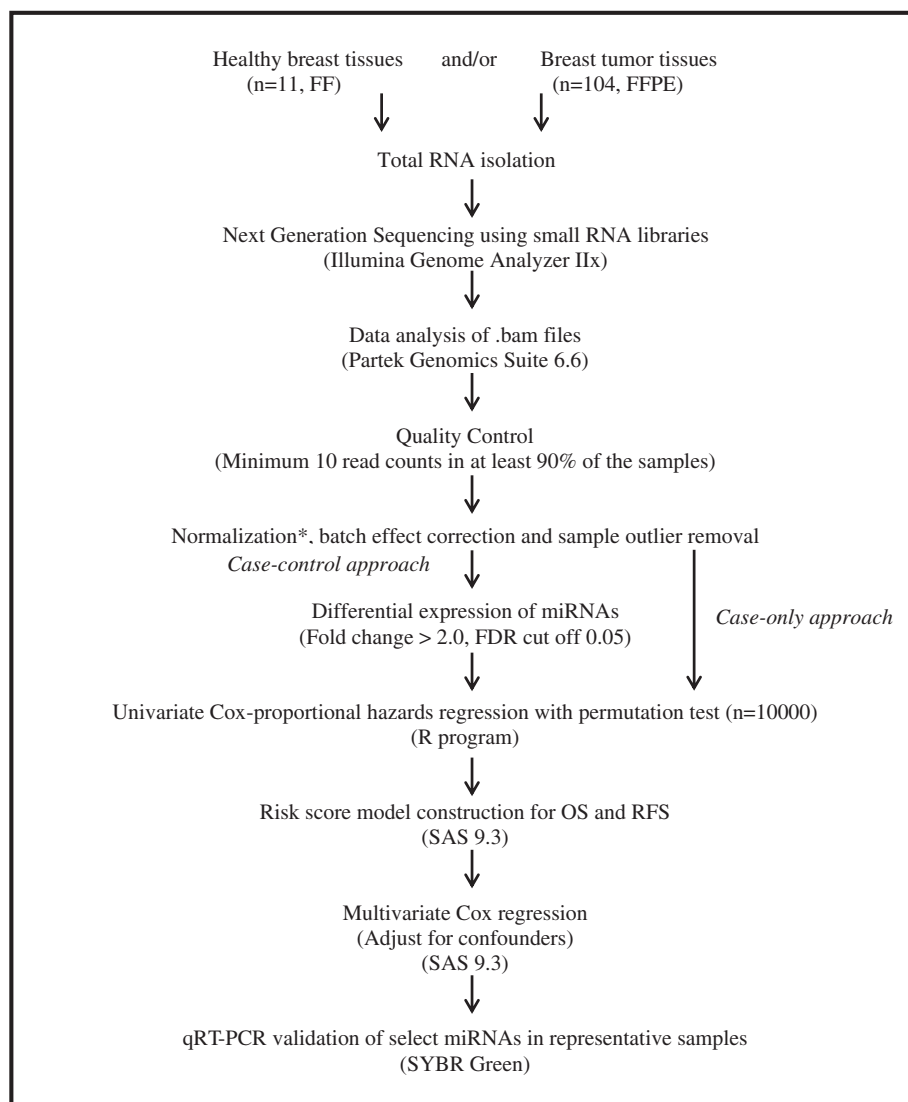 Healthy breast tissues and/or Breast tumor tissues
(n=11, FF) (n=104, FFPE)
Total RNA isolation
Next Generation Sequencing using small RNA libraries
(Illumina Genome Analyzer IIx)
Data analysis of .bam files
(Partek Genomics Suite 6.6)
Quality Control
(Minimum 10 read counts in at least 90% of the samples)
Normalization*, batch effect correction and sample outlier removal
Case-control approach
Differential expression of miRNAs
(Fold change > 2.0, FDR cut off 0.05)
Case-only approach
Univariate Cox-proportional hazards regression with permutation test (n=10000)
(R program)
Risk score model construction for OS and RFS
(SAS 9.3)
Multivariate Cox regression
(Adjust for confounders)
(SAS 9.3)
qRT-PCR validation of select miRNAs in representative samples
(SYBR Green)